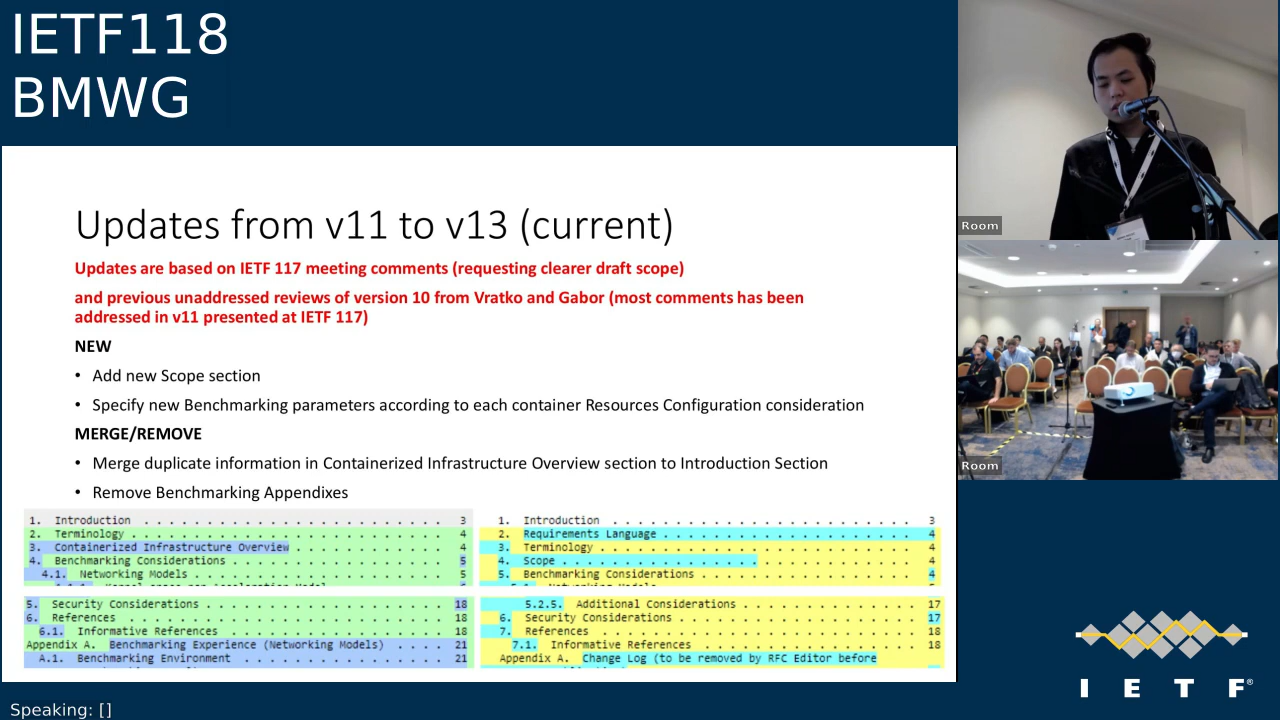 IETF118
BMWG
Updates from v11 to v13 (current)
Updates are based on IETF 117 meeting comments (requesting clearer draft scope)
and previous unaddressed reviews of version 10 from Vratko and Gabor (most comments has been
addressed in v11 presented at IETF 117)
NEW
• Add new Scope section
• Specify new Benchmarking parameters according to each container Resources Configuration consideration
MERGE/REMOVE
• Merge duplicate information in Containerized Infrastructure Overview section to Introduction Section
• Remove Benchmarking Appendixes
1. Introduction . . . . . . . . . . . . . . . . . . . . . . . 3
2. Terminology . . . . . . . . . . . . . . . . . . . . . . . 4
3. Containerized Infrastructure Overview . . . . . . . . . . . 4
4. Benchmarking Considerations . . . . . . . . . . . . . . . . 5
4.1. Networking Models . . . . . . . . . . . . . . . . . . . 5
5. Security Considerations . . . . . . . . . . . . . . . . . . 18
6. References . . . . . . . . . . . . . . . . . . . . . . . . 18
6.1. Informative References . . . . . . . . . . . . . . . . . 18
Appendix A. Benchmarking Experience (Networking Models) . . . . 21
A.1. Benchmarking Environment . . . . . . . . . . . . . . . . 21
1. Introduction . . . . . . . . . . . . . . . . . . . . . . . 3
2. Requirements Language . . . . . . . . . . . . . . . . . . . 4
3. Terminology . . . . . . . . . . . . . . . . . . . . . . . 4
4. Scope . . . . . . . . . . . . . . . . . . . . . . . . . . 4
5. Benchmarking Considerations . . . . . . . . . . . . . . . . 4
5.2.5. Additional Considerations . . . . . . . . . . . . . . . 17
6. Security Considerations . . . . . . . . . . . . . . . . . . 17
7. References . . . . . . . . . . . . . . . . . . . . . . . . 18
7.1. Informative References . . . . . . . . . . . . . . . . . 18
Appendix A. Change Log (to be removed by RFC Editor before
Room
Room
I E T F®
Speaking: []